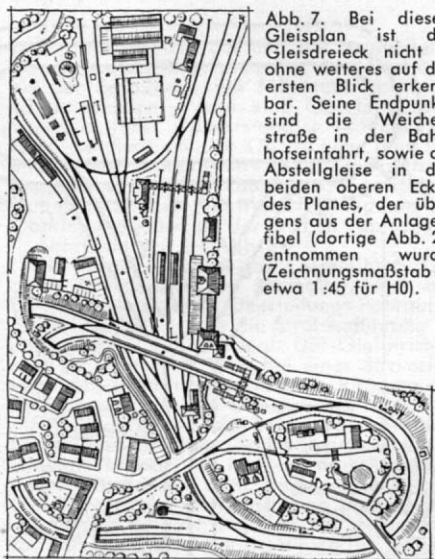 Abb. 7. Bei diese
Gleisplan ist d
Gleisdreieck nicht
ohne weiteres auf d
ersten Blick erken
bar. Seine Endpunk
sind die Weiche
straße in der Bah
hofseinfahrt, sowie d
Abstellgleise in d
beiden oberen Eck
des Planes, der üb
gens aus der Anlage
fibel (dortige Abb. 2
entnommen wurd
(Zeichnungsmaßstab
etwa 1:45 für H0).